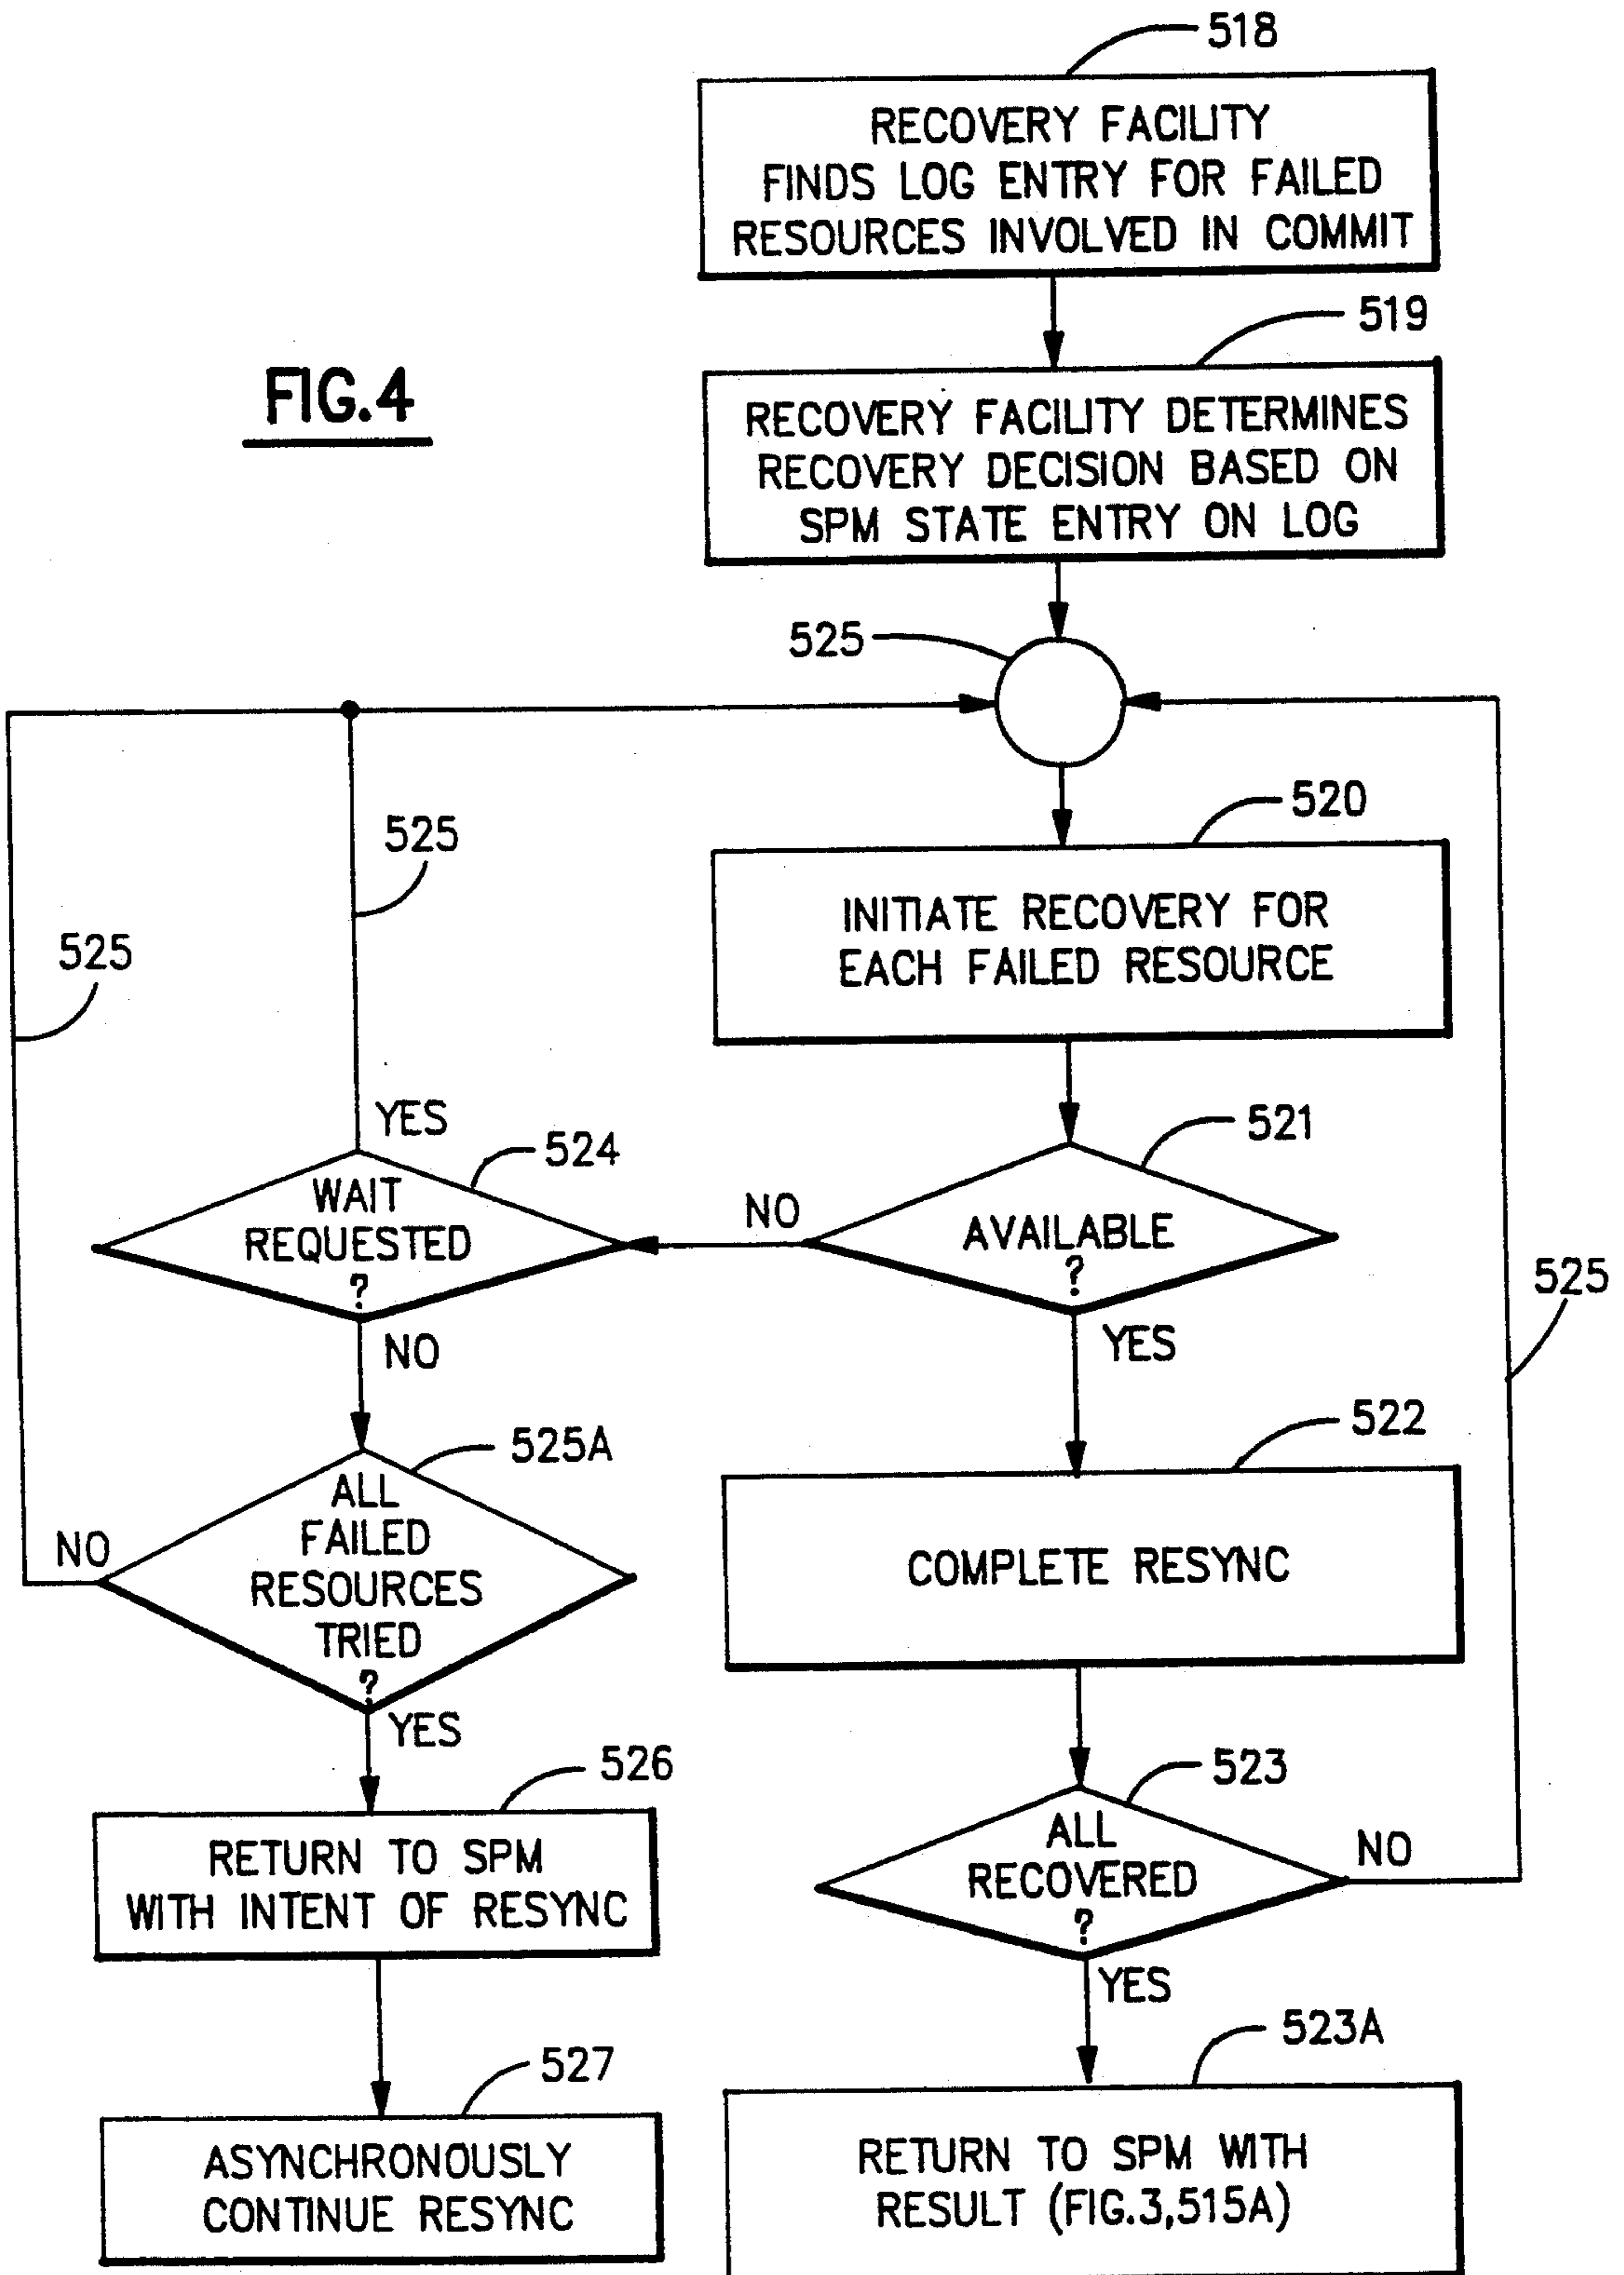 518
RECOVERY FACILITY
FINDS LOG ENTRY FOR FAILED
RESOURCES INVOLVED IN COMMIT
519
FIG.4
RECOVERY FACILITY DETERMINES
RECOVERY DECISION BASED ON
SPM STATE ENTRY ON LOG
525
520
525
INITIATE RECOVERY FOR
EACH FAILED RESOURCE
525
YES
521
524
WAIT
REQUESTED
?
NO
AVAILABLE
?
525
NO
YES
522
525A
ALL
FAILED
RESOURCES
TRIED
?
NO
COMPLETE RESYNC
YES
526
523
RETURN TO SPM
WITH INTENT OF RESYNC
ALL
RECOVERED
?
NO
YES
523A
527
ASYNCHRONOUSLY
CONTINUE RESYNC
RETURN TO SPM WITH
RESULT (FIG.3,515A)